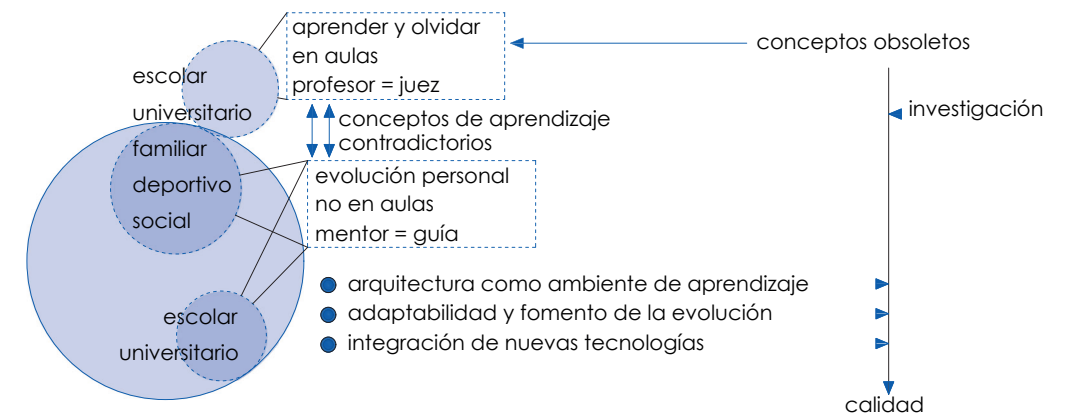 aprender y olvidar
en aulas
profesor = juez
conceptos obsoletos
escolar
universitario
investigación
conceptos de aprendizaje
contradictorios
familiar
deportivo
social
evolución personal
no en aulas
mentor = guía
arquitectura como ambiente de aprendizaje
adaptabilidad y fomento de la evolución
integración de nuevas tecnologías
escolar
universitario
calidad